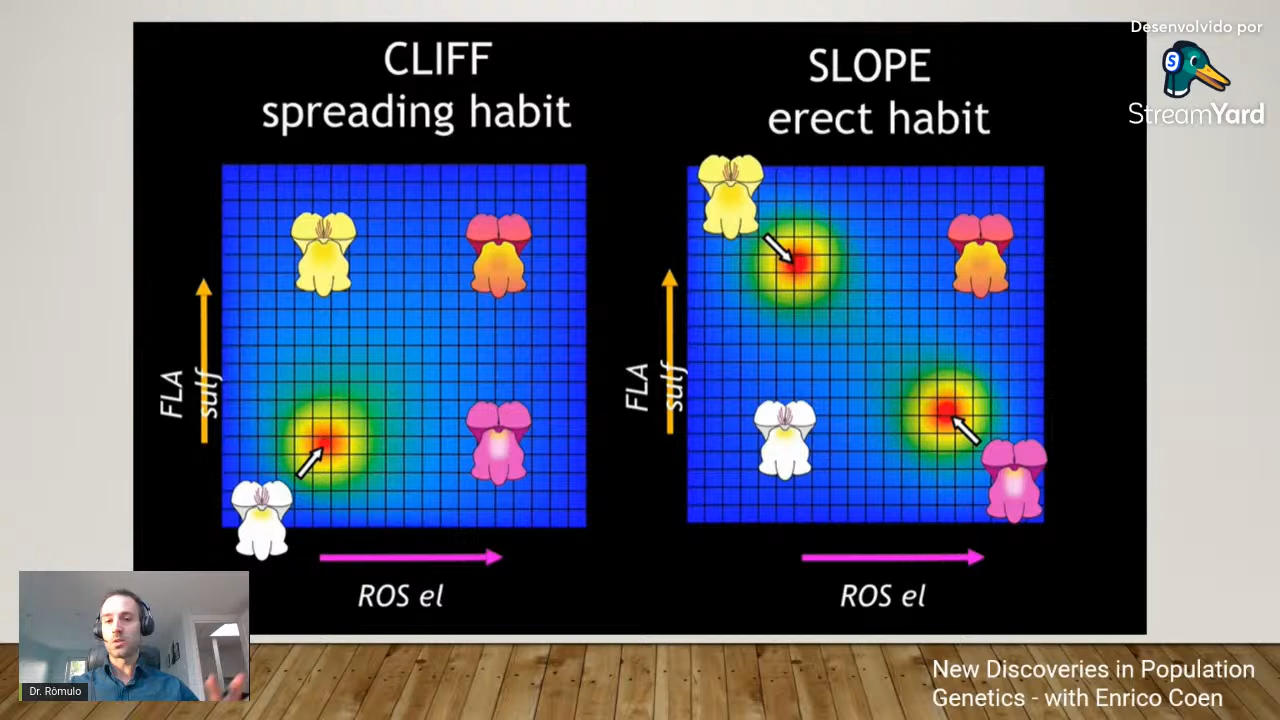 Desenvolvido por
StreamYard
CLIFF
spreading habit
SLOPE
erect habit
FLA
sulf
ROS el
FLA
sulf
ROS el
Dr. Rômulo
New Discoveries in Population
Genetics - with Enrico Coen